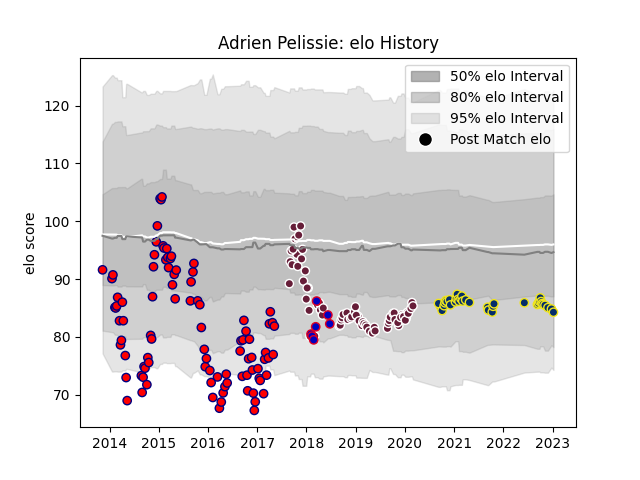 Adrien Pelissie: elo History
50% elo Interval
80% elo Interval
95% elo Interval
Post Match elo
elo score
120
110
100
90
80
70
2014 2015 2016 2017 2018 2019 2020 2021 2022 2023